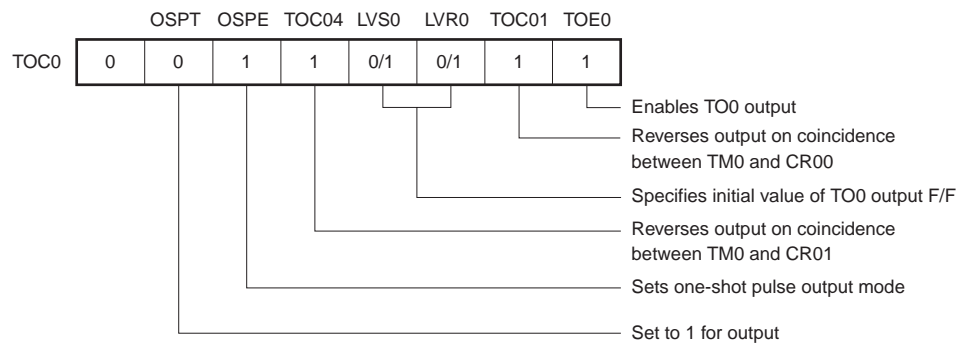 OSPT OSPE TOC04 LVS0 LVR0 TOC01 TOE0
TOC0 0 0 1 1 0/1 0/1 1 1
Enables TO0 output
Reverses output on coincidence
between TM0 and CR00
Specifies initial value of TO0 output F/F
Reverses output on coincidence
between TM0 and CR01
Sets one-shot pulse output mode
Set to 1 for output